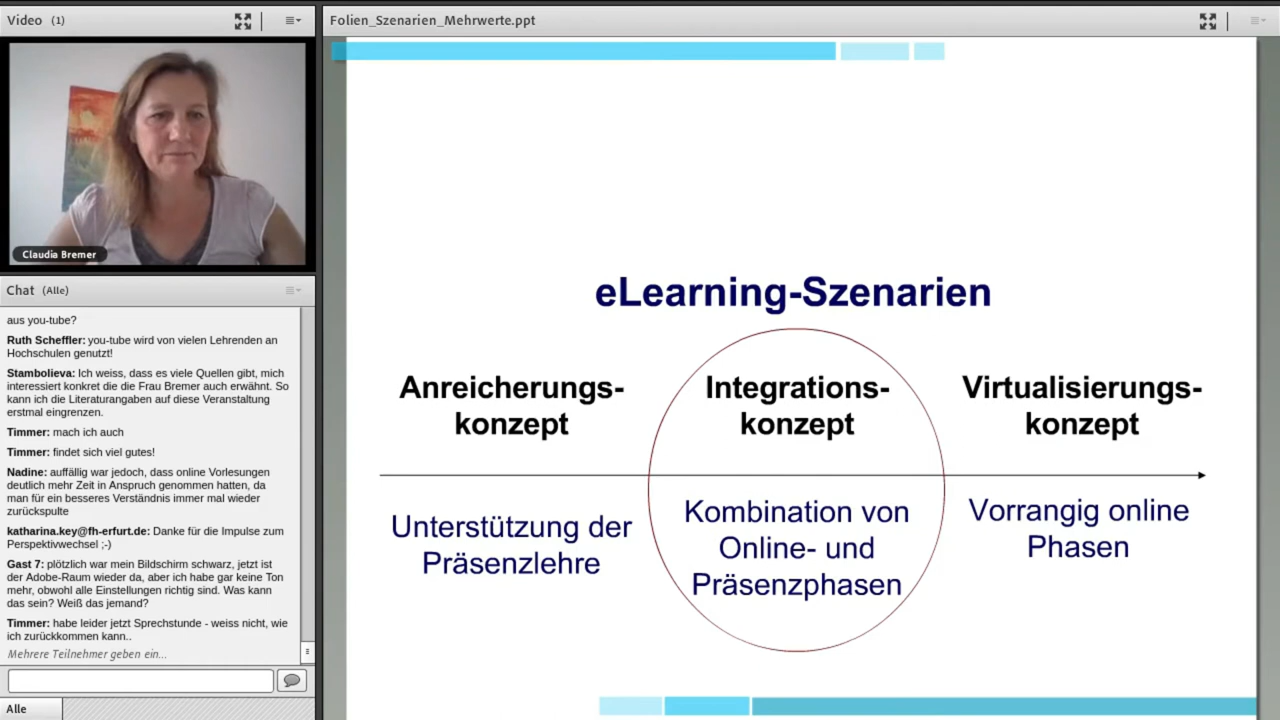 Video (1)
Claudia Bremer
Chat (Alle)
aus you-tube?
Ruth Scheffler: you-tube wird von vielen Lehrenden an
Hochschulen genutzt!
Stambolieva: Ich weiss, dass es viele Quellen gibt, mich
interessiert konkret die die Frau Bremer auch erwähnt. So
kann ich die Literaturangaben auf diese Veranstaltung
erstmal eingrenzen.
Timmer: mach ich auch
Timmer: findet sich viel gutes!
Nadine: auffällig war jedoch, dass online Vorlesungen
deutlich mehr Zeit in Anspruch genommen hatten, da
man für ein besseres Verständnis immer mal wieder
zurückspulte
katharina.key@fh-erfurt.de: Danke für die Impulse zum
Perspektivwechsel ;-)
Gast 7: plötzlich war mein Bildschirm schwarz, jetzt ist
der Adobe-Raum wieder da, aber ich habe gar keine Ton
mehr, obwohl alle Einstellungen richtig sind. Was kann
das sein? Weiß das jemand?
Timmer: habe leider jetzt Sprechstunde - weiss nicht, wie
ich zurückkommen kann..
Mehrere Teilnehmer geben ein...
Alle
Folien_Szenarien_Mehrwerte.ppt
eLearning-Szenarien
Anreicherungs-
konzept
Integrations-
konzept
Virtualisierungs-
konzept
Unterstützung der
Präsenzlehre
Kombination von
Online- und
Präsenzphasen
Vorrangig online
Phasen